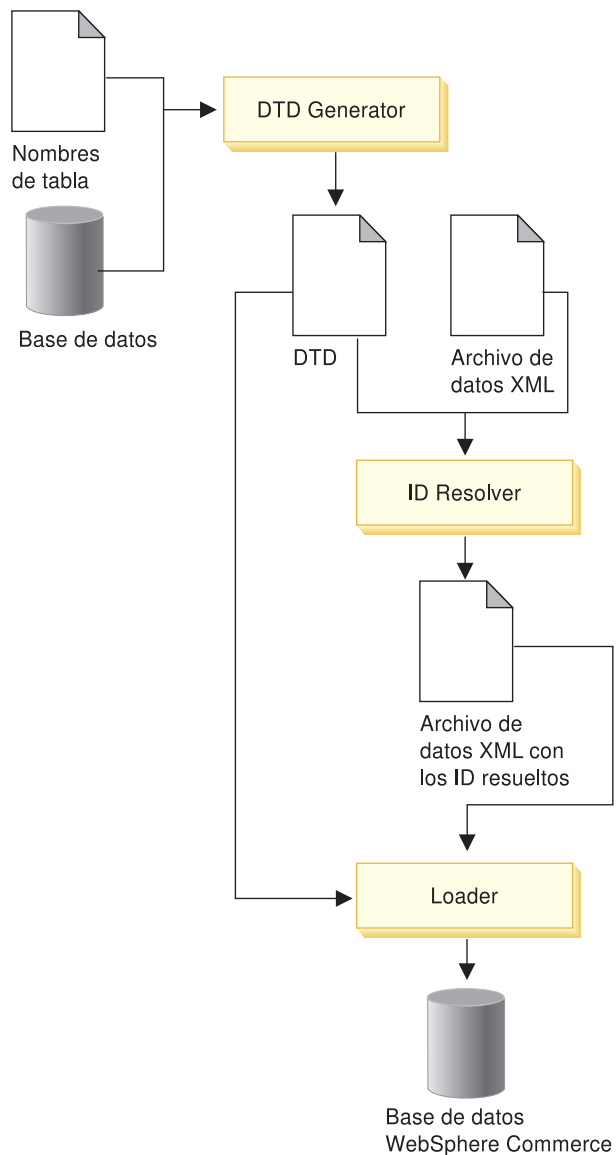 DTD Generator
Nombres
de tabla
Base de datos
DTD
Archivo de
datos XML
ID Resolver
Archivo de
datos XML con
los ID resueltos
Loader
Base de datos
WebSphere Commerce